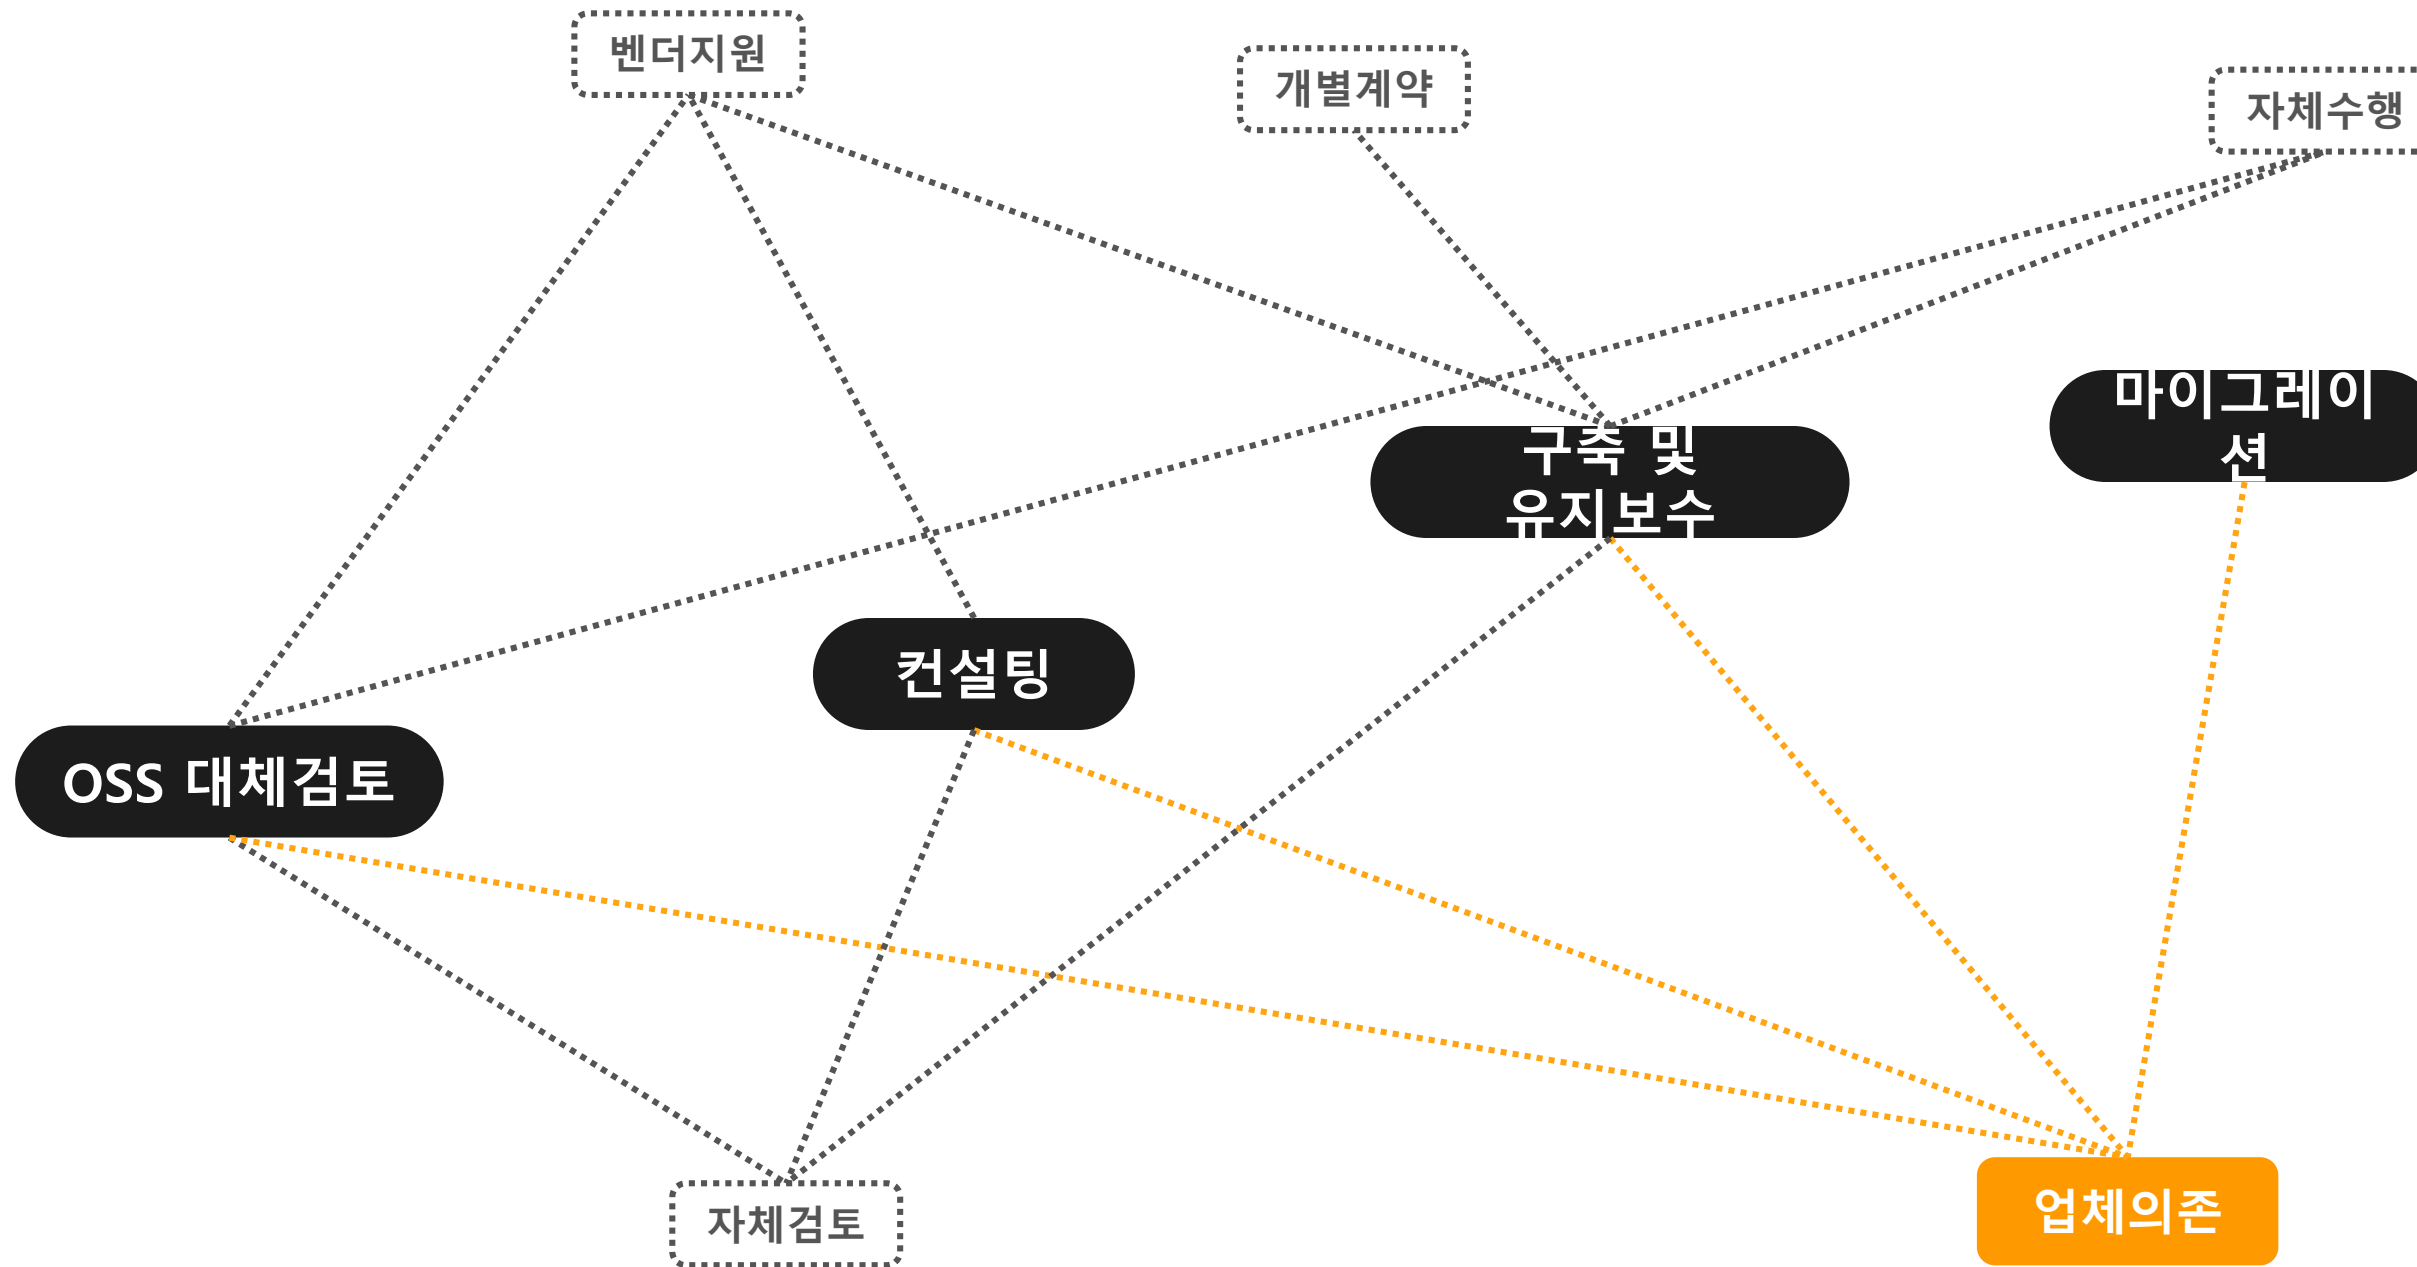 벤더지원
개별계약
자체수행
마이그레이
션
구축 및
유지보수
컨설팅
OSS 대체검토
자체검토
업체의존